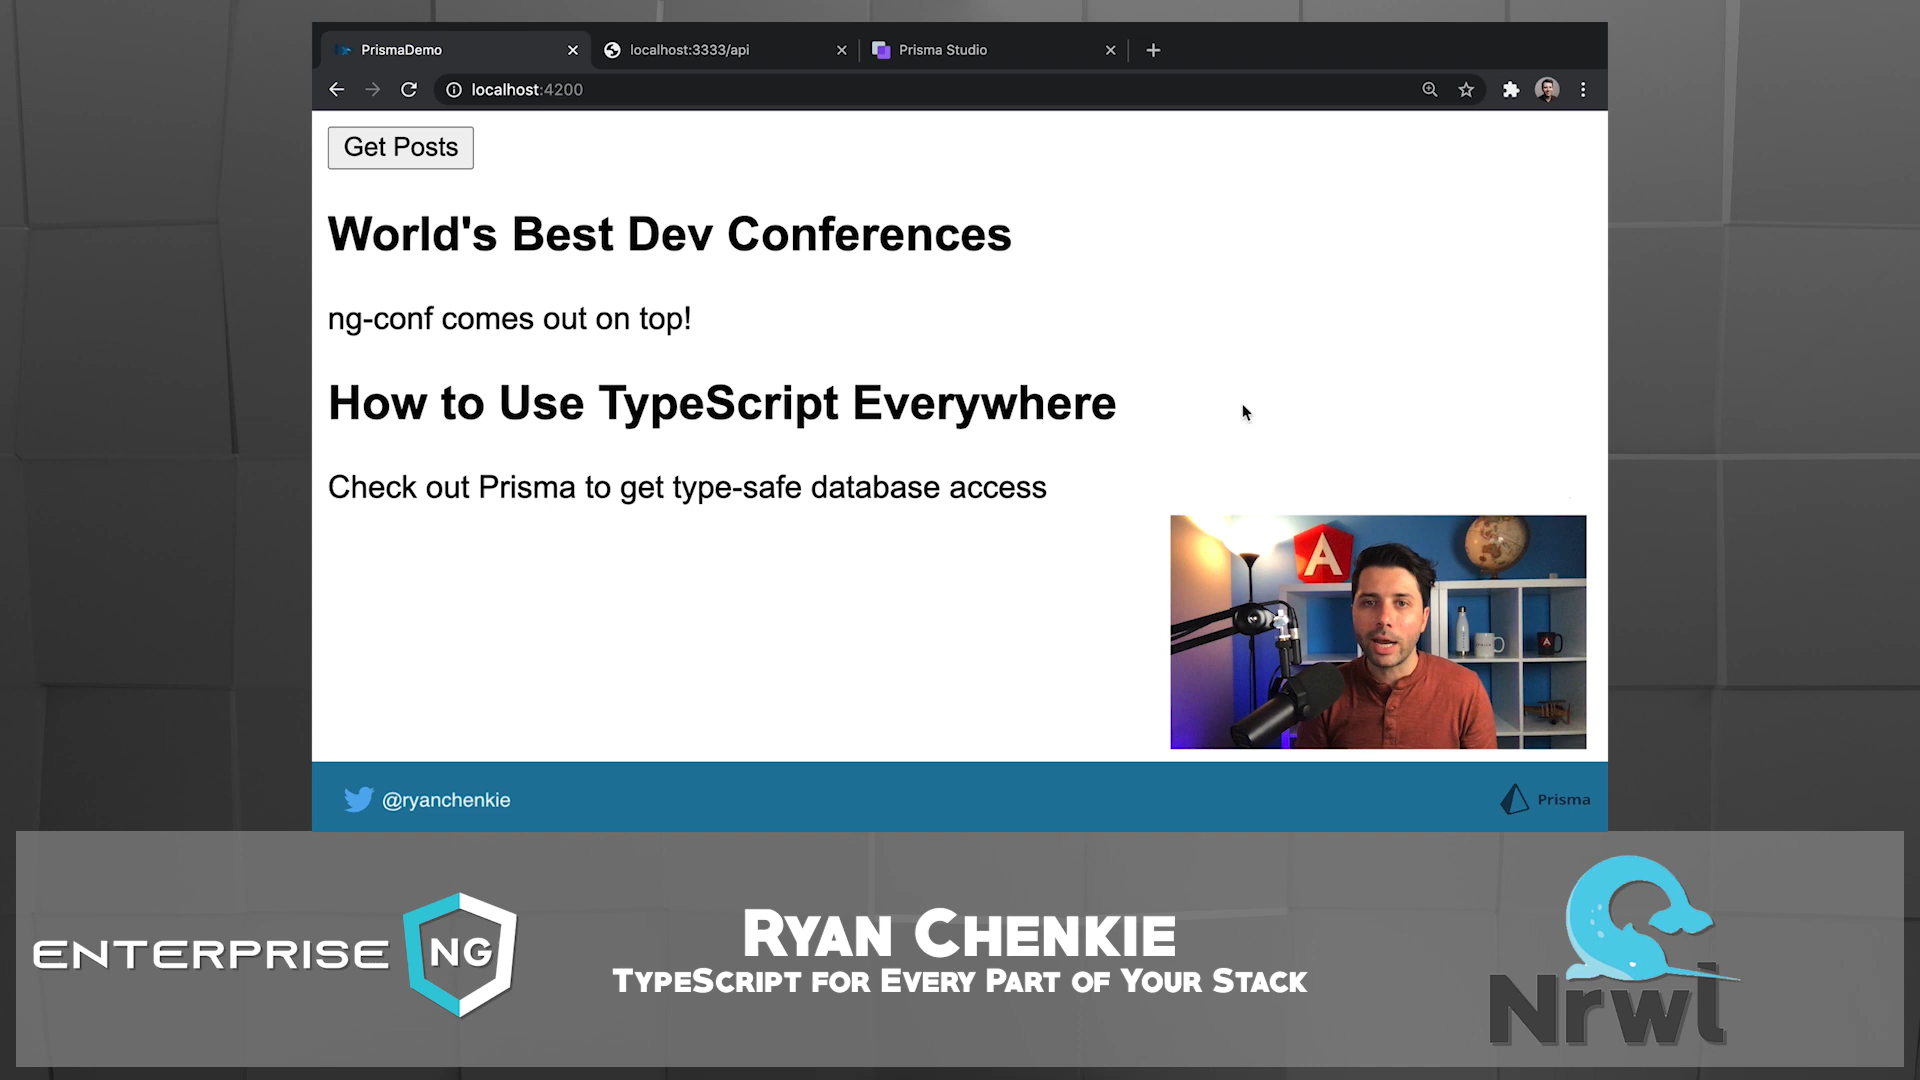 PrismaDemo
localhost:3333/api
Prisma Studio
localhost:4200
Get Posts
World's Best Dev Conferences
ng-conf comes out on top!
How to Use TypeScript Everywhere
Check out Prisma to get type-safe database access
A
A
@ryanchenkie
Prisma
ENTERPRISE NG
RYAN CHENKIE
TYPESCRIPT FOR EVERY PART OF YOUR STACK
Nrwl